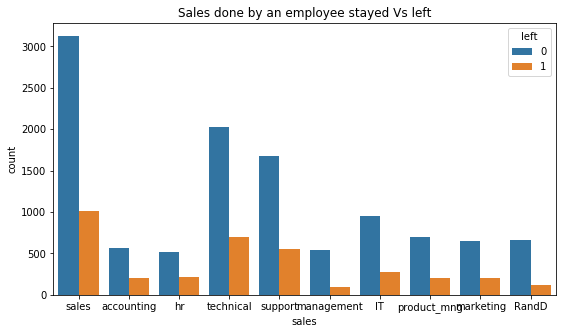 Sales done by an employee stayed Vs left
left
0
1
3000
2500
2000
1500
1000
500
0
count
sales accounting hr technical support management IT product_mng marketing RandD
sales